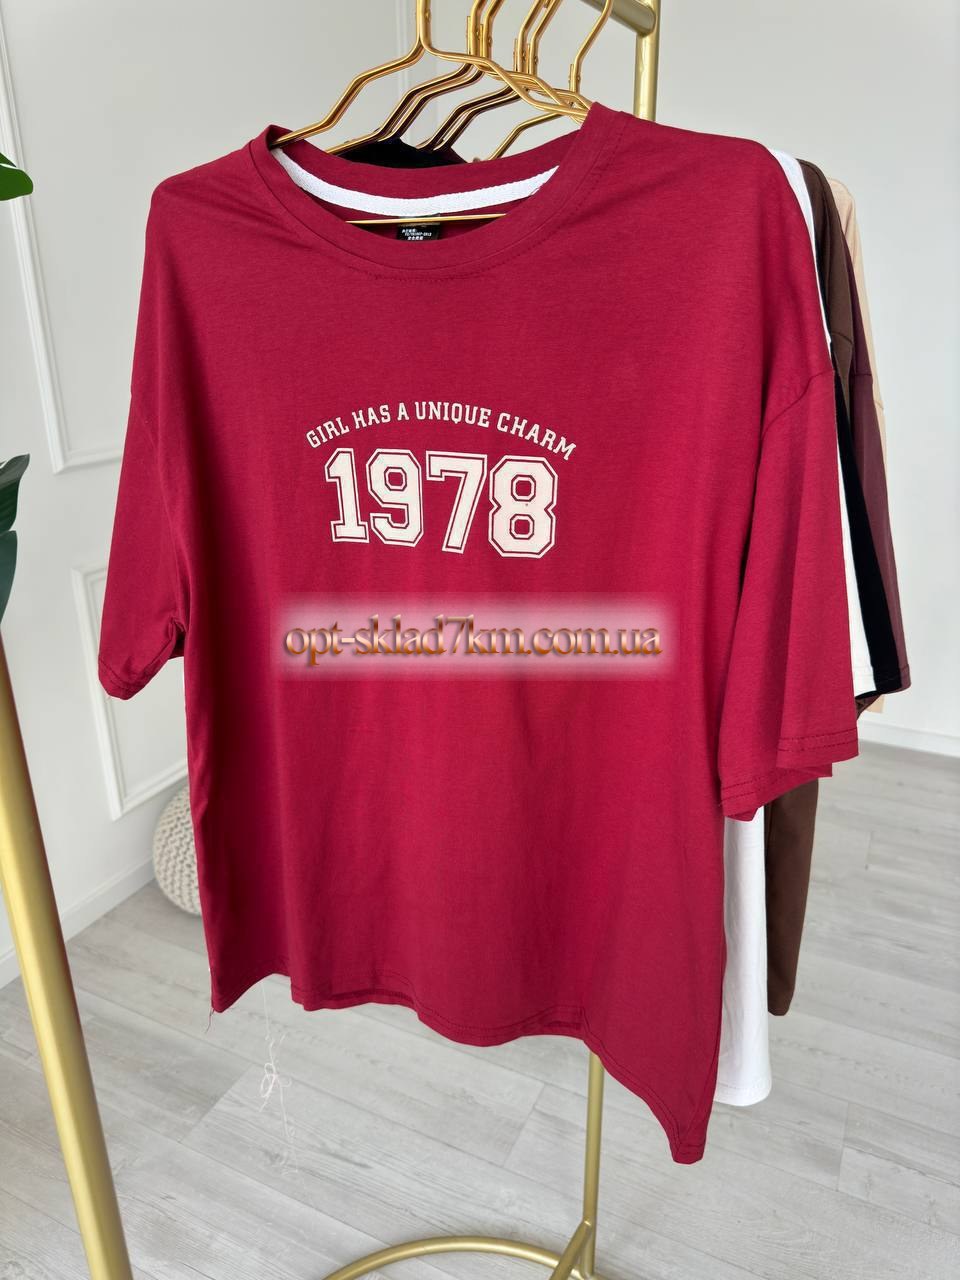 GIRL HAS A UNIQUE CHARM
1978
opt-sklad7km.com.ua